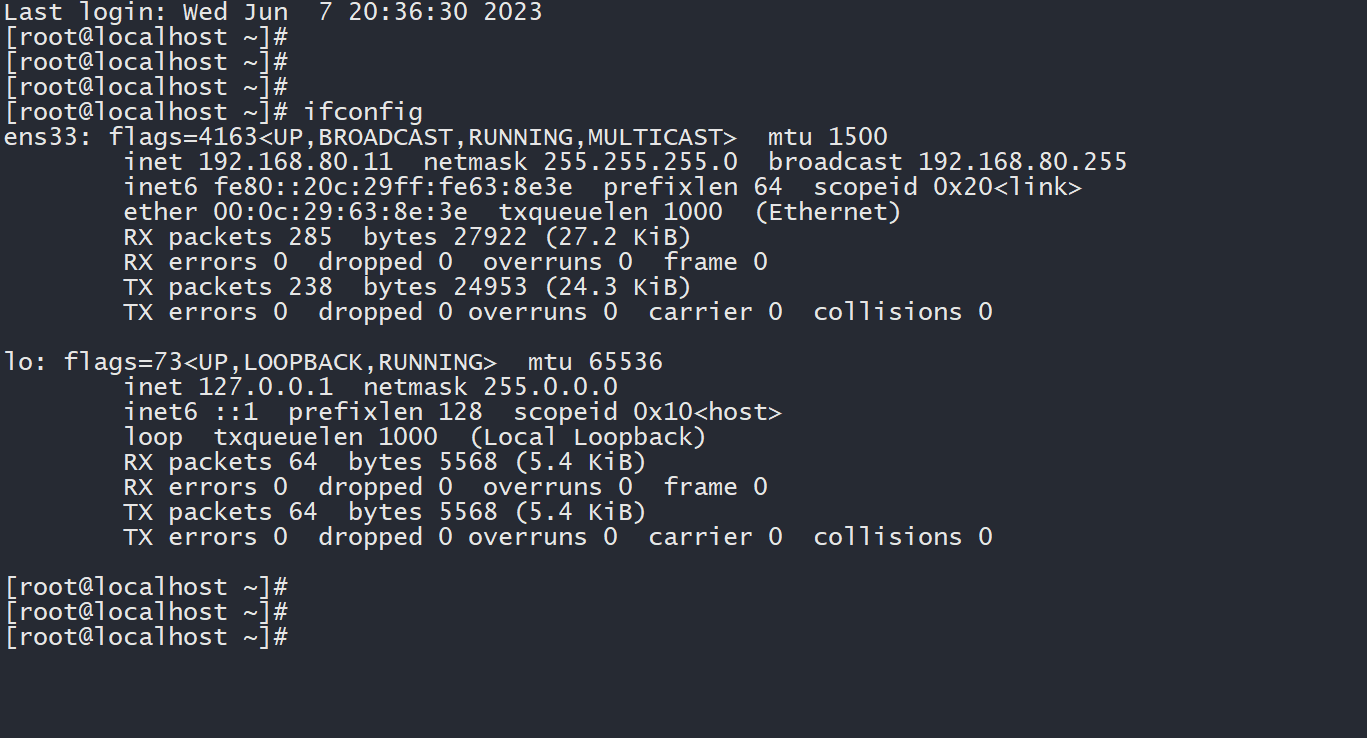 Last login: Wed Jun  7 20:36:30 2023
[root@localhost ~]#
[root@localhost ~]#
[root@localhost ~]#
[root@localhost ~]# ifconfig
ens33: flags=4163<UP,BROADCAST,RUNNING,MULTICAST>  mtu 1500
        inet 192.168.80.11  netmask 255.255.255.0  broadcast 192.168.80.255
        inet6 fe80::20c:29ff:fe63:8e3e  prefixlen 64  scopeid 0x20<link>
        ether 00:0c:29:63:8e:3e  txqueuelen 1000  (Ethernet)
        RX packets 285  bytes 27922 (27.2 KiB)
        RX errors 0  dropped 0  overruns 0  frame 0
        TX packets 238  bytes 24953 (24.3 KiB)
        TX errors 0  dropped 0 overruns 0  carrier 0  collisions 0

lo: flags=73<UP,LOOPBACK,RUNNING>  mtu 65536
        inet 127.0.0.1  netmask 255.0.0.0
        inet6 ::1  prefixlen 128  scopeid 0x10<host>
        loop  txqueuelen 1000  (Local Loopback)
        RX packets 64  bytes 5568 (5.4 KiB)
        RX errors 0  dropped 0  overruns 0  frame 0
        TX packets 64  bytes 5568 (5.4 KiB)
        TX errors 0  dropped 0 overruns 0  carrier 0  collisions 0

[root@localhost ~]#
[root@localhost ~]#
[root@localhost ~]#